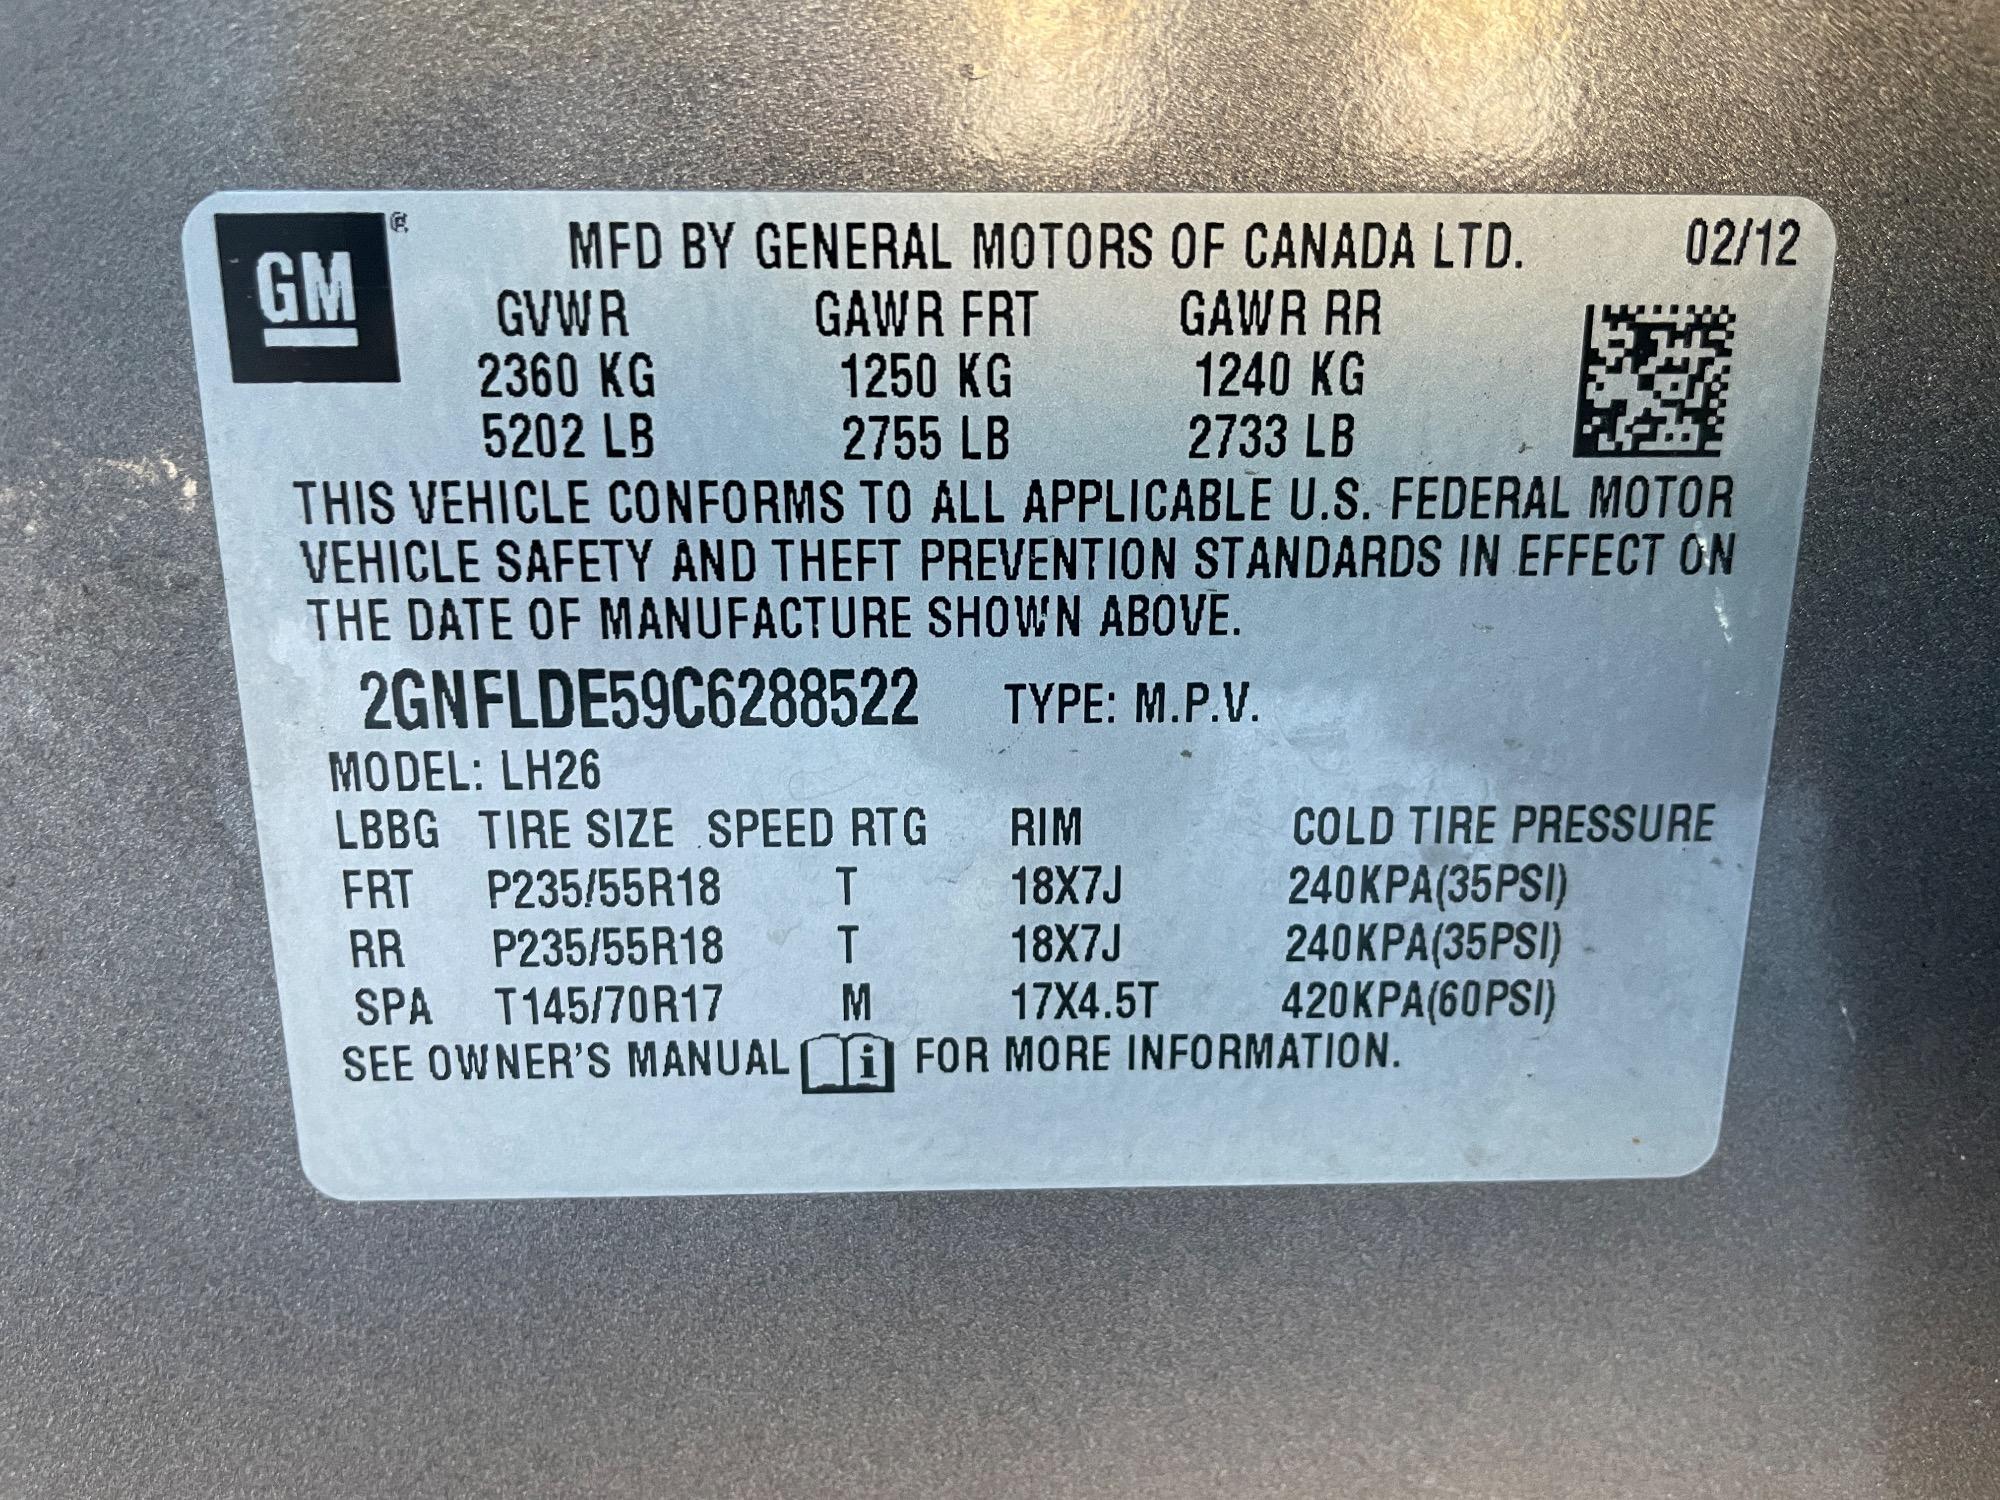 GM ®
MFD BY GENERAL MOTORS OF CANADA LTD. 02/12
GVWR GAWR FRT GAWR RR
2360 KG 1250 KG 1240 KG
5202 LB 2755 LB 2733 LB
THIS VEHICLE CONFORMS TO ALL APPLICABLE U.S. FEDERAL MOTOR
VEHICLE SAFETY AND THEFT PREVENTION STANDARDS IN EFFECT ON
THE DATE OF MANUFACTURE SHOWN ABOVE.
2GNFLDE59C6288522 TYPE: M.P.V.
MODEL: LH26
LBBG TIRE SIZE SPEED RTG RIM COLD TIRE PRESSURE
FRT P235/55R18 T 18X7J 240KPA(35PSI)
RR P235/55R18 T 18X7J 240KPA(35PSI)
SPA T145/70R17 M 17X4.5T 420KPA(60PSI)
SEE OWNER'S MANUAL i FOR MORE INFORMATION.